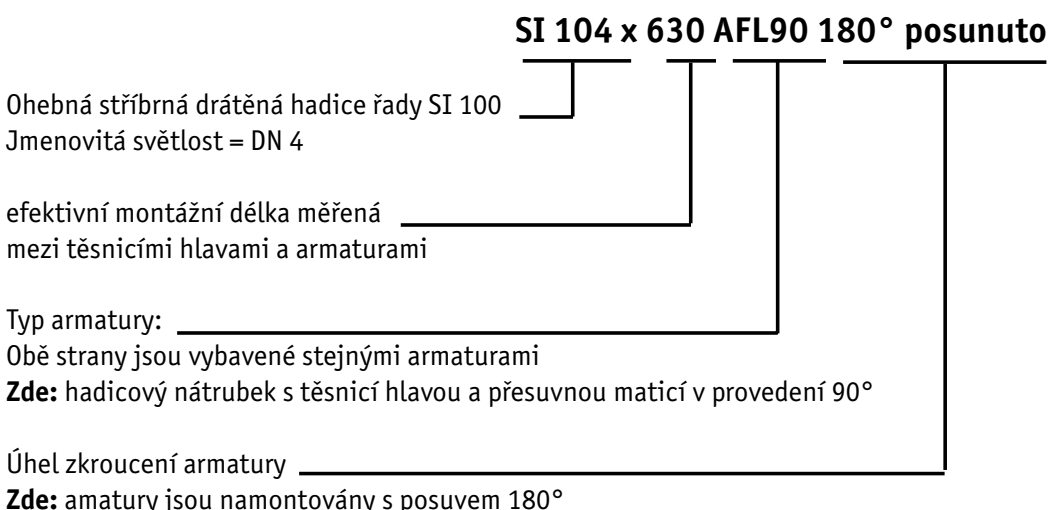 SI 104 x 630 AFL90 180° posunuto
Ohebná stříbrná drátěná hadice řady SI 100
Jmenovitá světlost = DN 4
efektivní montážní délka měřená
mezi těsnicími hlavami a armaturami
Typ armatury:
Obě strany jsou vybavené stejnými armaturami
Zde: hadicový nátrubek s těsnicí hlavou a přesuvnou maticí v provedení 90°
Úhel zkroucení armatury
Zde: amatury jsou namontovány s posuvem 180°